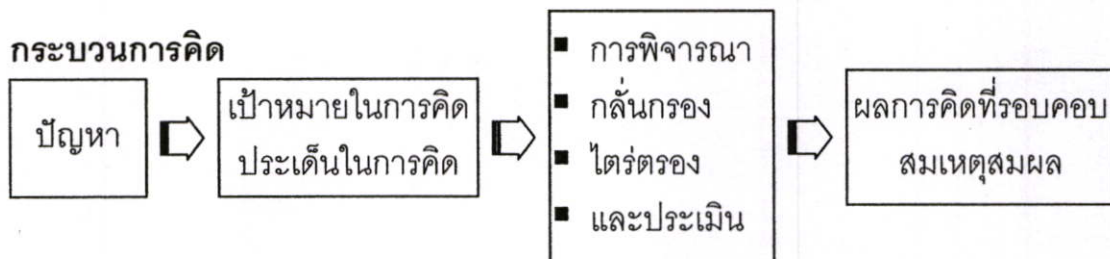 กระบวนการคิด
ปัญหา
เป้าหมายในการคิด
ประเด็นในการคิด
▪ การพิจารณา
▪ กลั่นกรอง
▪ ไตร่ตรอง
▪ และประเมิน
ผลการคิดที่รอบคอบ
สมเหตุสมผล